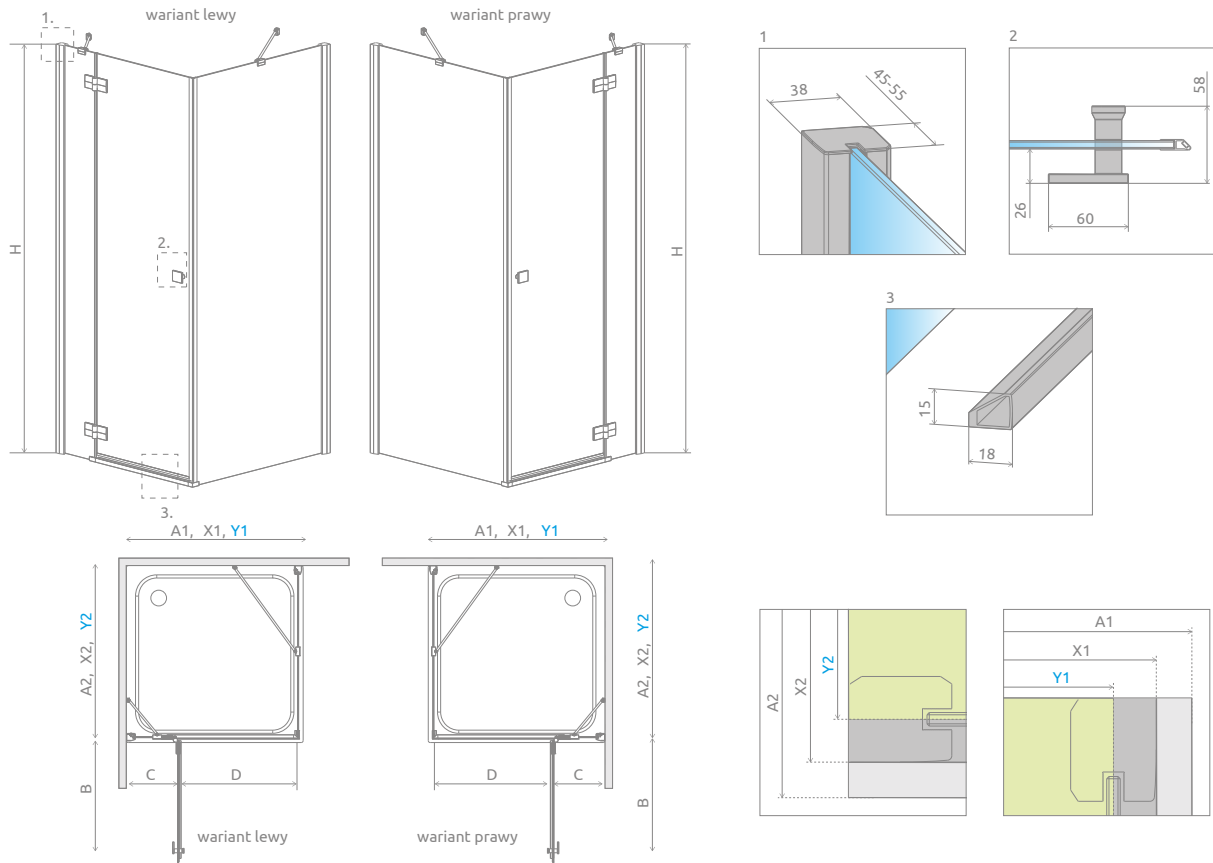 1.
wariant lewy
wariant prawy
H
2.
H
3.
A1, X1, Y1
A1, X1, Y1
A2, X2, Y2
A2, X2, Y2
B
C
D
D
C
B
wariant lewy
wariant prawy
1
38
45-55
2
58
26
60
3
15
18
A2
X2
Y2
A1
X1
Y1